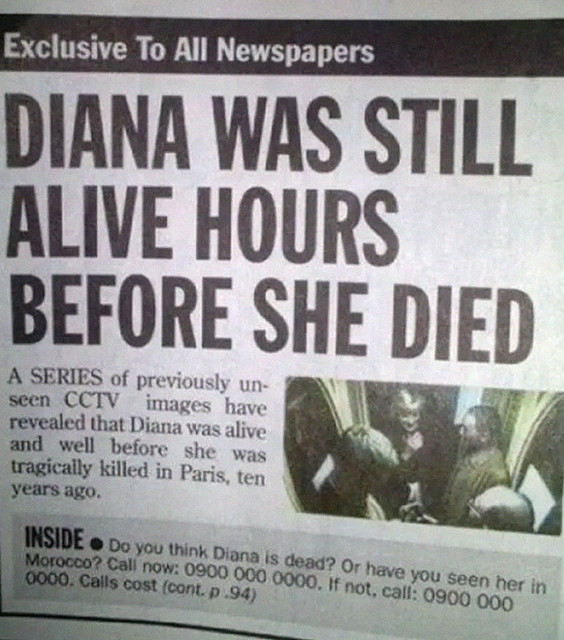 Exclusive To All Newspapers
DIANA WAS STILL
ALIVE HOURS
BEFORE SHE DIED
A SERIES of previously un-
seen CCTV images have
revealed that Diana was alive
and well before she was
tragically killed in Paris, ten
years ago.
INSIDE ● Do you think Diana is dead? Or have you seen her in
Morocco? Call now: 0900 000 0000. If not, call: 0900 000
0000. Calls cost (cont. p .94)